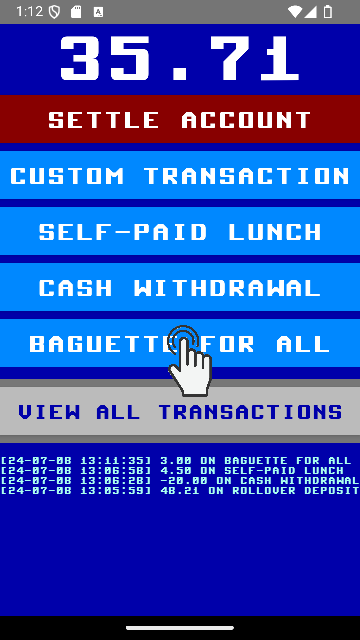 1:12
35.71
SETTLE ACCOUNT
CUSTOM TRANSACTION
SELF-PAID LUNCH
CASH WITHDRAWAL
BAGUETTE FOR ALL
VIEW ALL TRANSACTIONS
[24-07-08 13:11:35] 3.00 ON BAGUETTE FOR ALL
[24-07-08 13:06:58] 4.50 ON SELF-PAID LUNCH
[24-07-08 13:06:28] -20.00 ON CASH WITHDRAWAL
[24-07-08 13:05:59] 48.21 ON ROLLOVER DEPOSIT